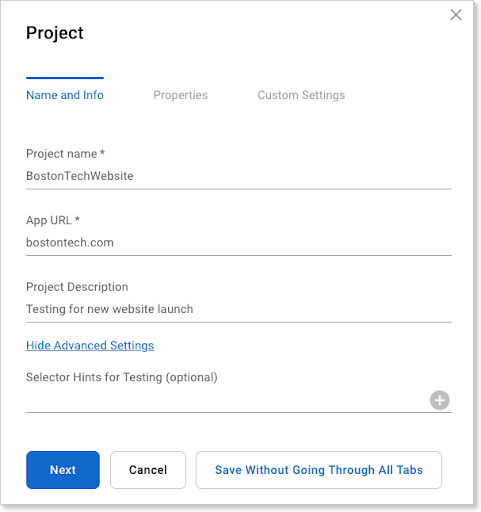 Project
Name and Info Properties Custom Settings
Project name *
BostonTechWebsite
App URL *
bostontech.com
Project Description
Testing for new website launch
Hide Advanced Settings
Selector Hints for Testing (optional)
Next Cancel Save Without Going Through All Tabs